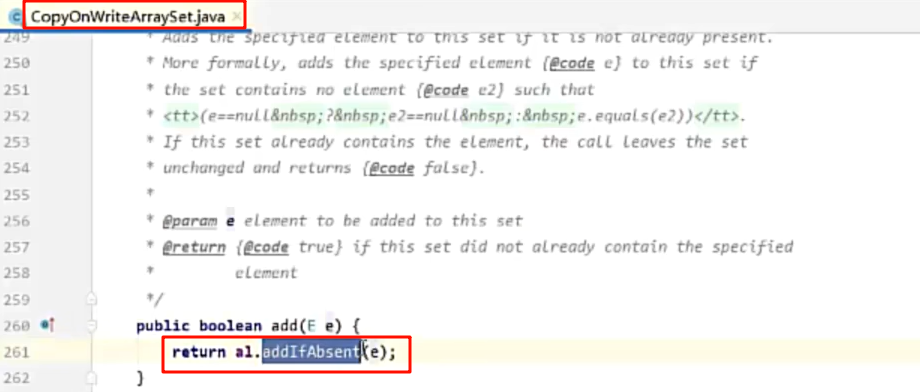 CopyOnWriteArraySet.java
249 * Adds the specified element to this set if it is not already present.
250 * More formally, adds the specified element {@code e} to this set if
251 * the set contains no element {@code e2} such that
252 * <tt>(e==null&nbsp;?&nbsp;e2==null&nbsp;:&nbsp;e.equals(e2))</tt>.
253 * If this set already contains the element, the call leaves the set
254 * unchanged and returns {@code false}.
255 *
256 * @param e element to be added to this set
257 * @return {@code true} if this set did not already contain the specified
258 * element
259 */
260 public boolean add(E e) {
261 return al.addIfAbsent(e);
262 }